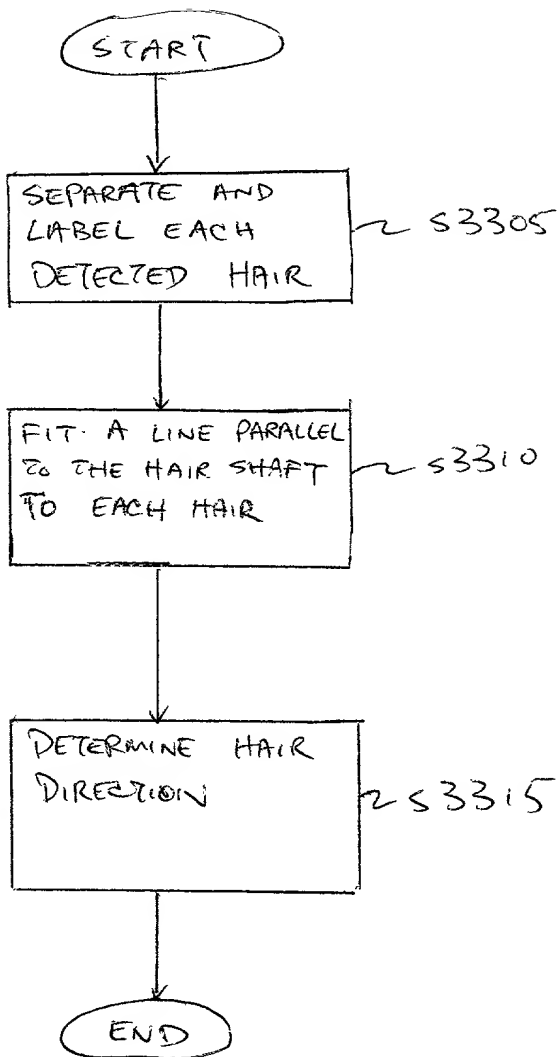 START
SEPARATE AND
LABEL EACH
DETECTED HAIR
S3305
FIT A LINE PARALLEL
TO THE HAIR SHAFT
TO EACH HAIR
S3310
DETERMINE HAIR
DIRECTION
S3315
END